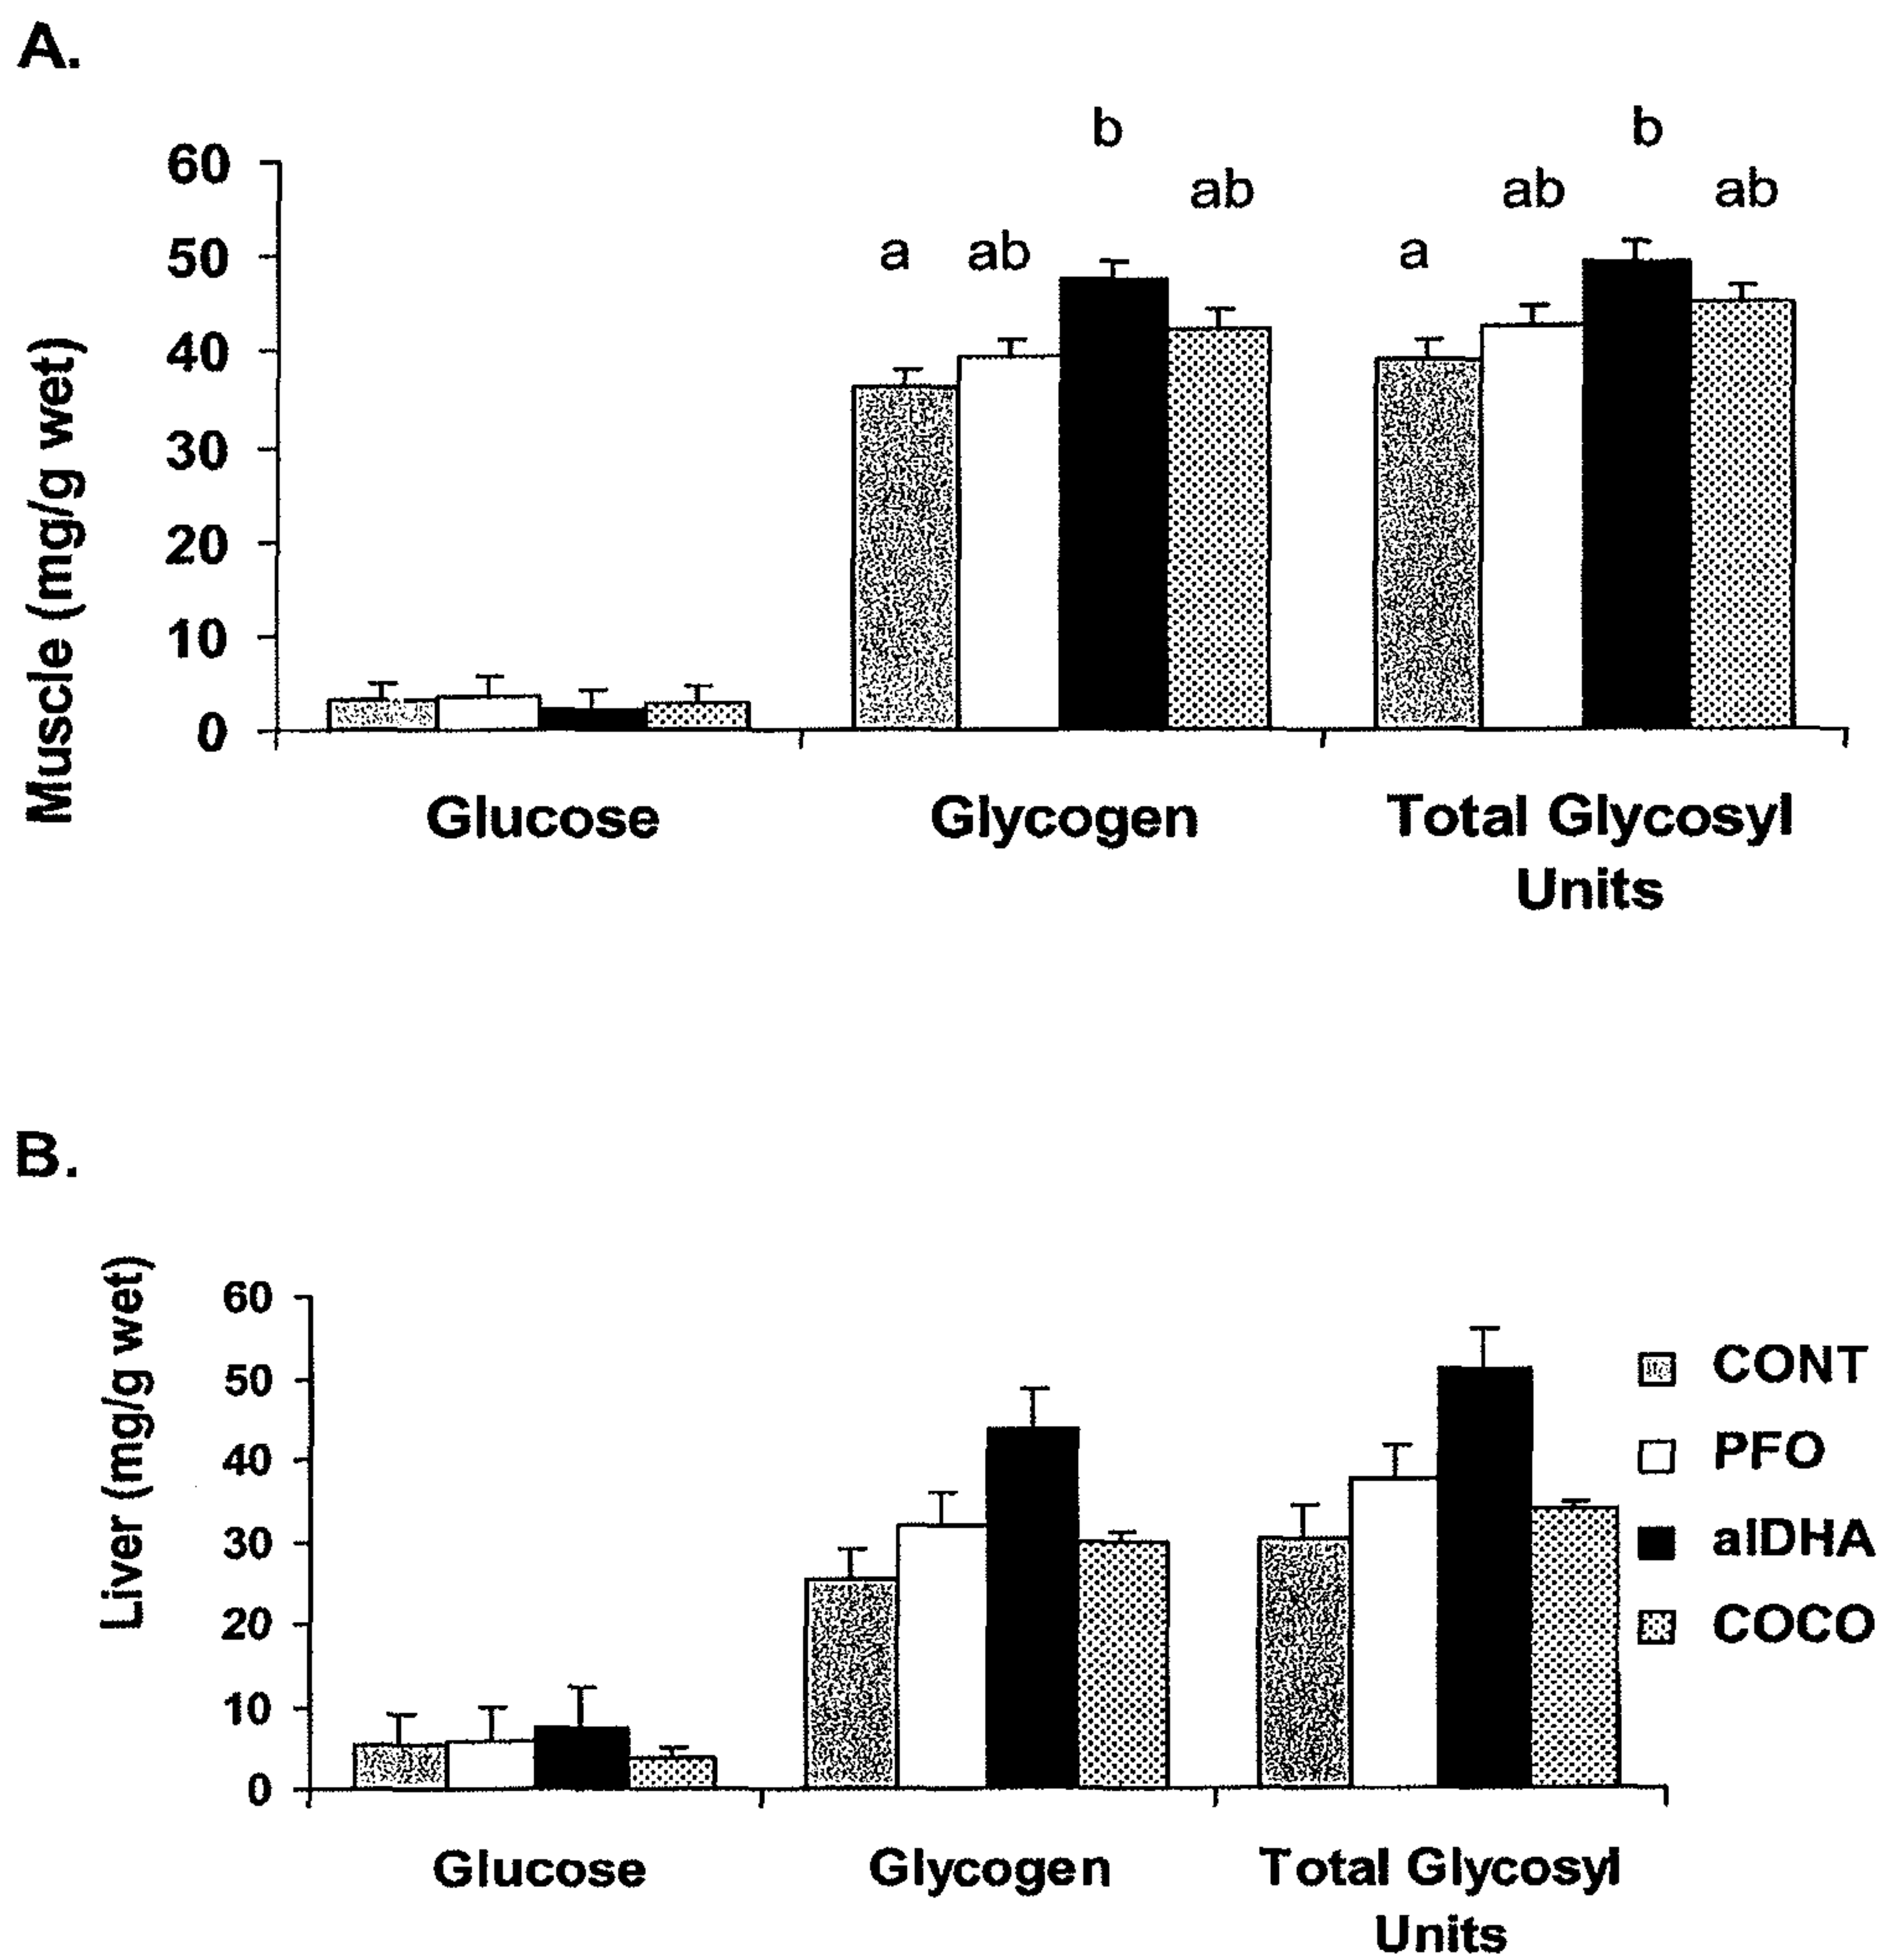 A.
b b
ab ab ab
a ab a
60
50
40
30
20
10
0
Muscle (mg/g wet)
Glucose Glycogen Total Glycosyl
Units
B.
60
50
40
30
20
10
0
Liver (mg/g wet)
CONT
PFO
alDHA
COCO
Glucose Glycogen Total Glycosyl
Units